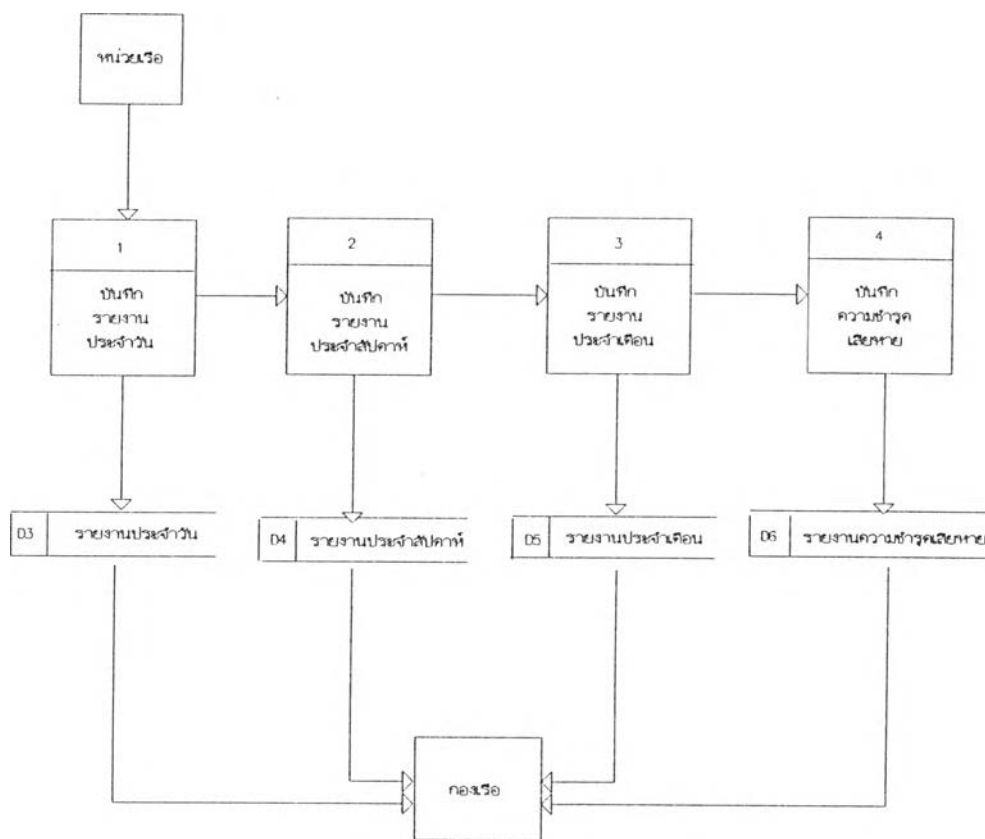 หน่วยเรือ
1
บันทึก
รายงาน
ประจำวัน
2
บันทึก
รายงาน
ประจำสัปดาห์
3
บันทึก
รายงาน
ประจำเดือน
4
บันทึก
ความชำรุด
เสียหาย
D3 รายงานประจำวัน
D4 รายงานประจำสัปดาห์
D5 รายงานประจำเดือน
D6 รายงานความชำรุดเสียหาย
กองเรือ